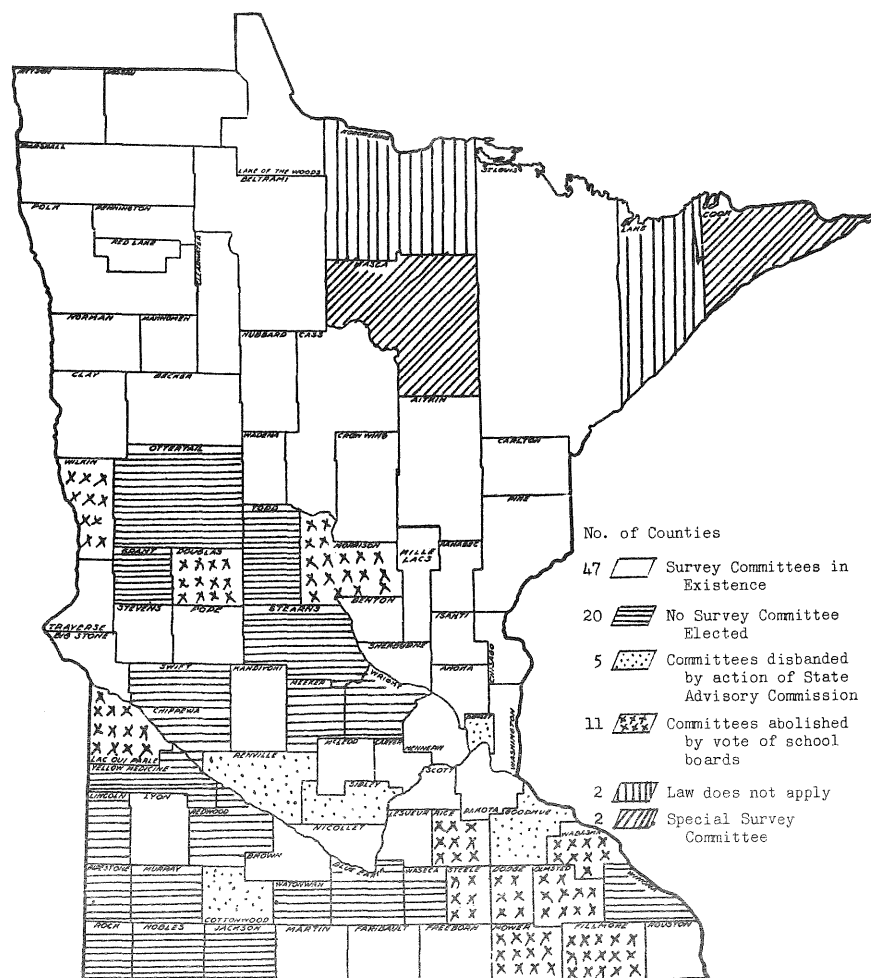 KITTSON ROSEAU
MARSHALL
LAKE OF THE WOODS
BELTRAMI
KOOCHICHING
ST LOUIS
LAKE
COOK
POLK PENNINGTON
RED LAKE
CLEARWATER
ITASCA
NORMAN MAHNOMEN
HUBBARD CASS
CLAY BECKER
AITKIN
WADENA CROW WING CARLTON
OTTERTAIL
WILKIN
PINE
TODD
GRANT DOUGLAS MORRISON MILLE LACS KANABEC
BENTON
STEVENS POPE STEARNS ISANTI
TRAVERSE
BIG STONE
SHERBURNE
CHISAGO
SWIFT KANDIYOHI ANOKA
MEEKER WRIGHT
CHIPPEWA
RAMSEY
WASHINGTON
LAC QUI PARLE RENVILLE McLEOD CARVER HENNEPIN
YELLOW MEDICINE
SCOTT
SIBLEY
LINCOLN LYON
REDWOOD NICOLLET LESUEUR RICE DAKOTA GOODHUE
WABASHA
BROWN
BLUE EARTH
PIPESTONE MURRAY WATONWAN WASECA STEELE DODGE OLMSTED WINONA
COTTONWOOD
ROCK NOBLES JACKSON MARTIN FARIBAULT FREEBORN MOWER FILLMORE HOUSTON
No. of Counties
47 Survey Committees in
Existence
20 No Survey Committee
Elected
5 Committees disbanded
by action of State
Advisory Commission
11 Committees abolished
by vote of school
boards
2 Law does not apply
2 Special Survey
Committee